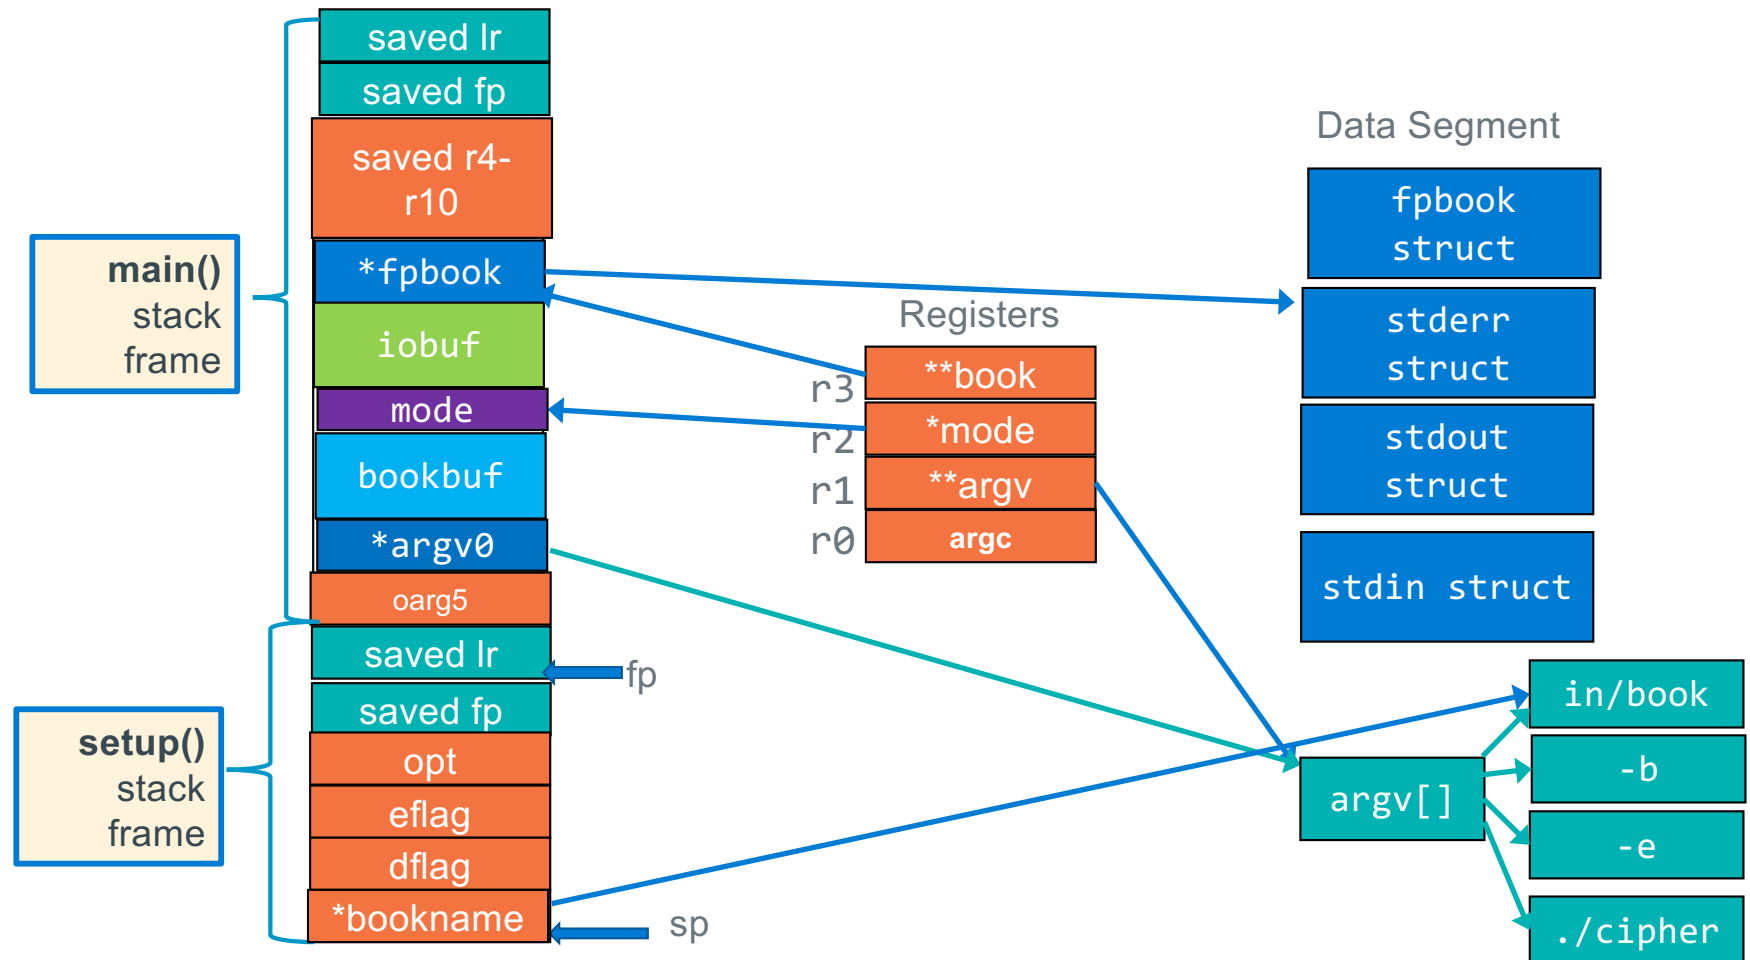 saved lr
saved fp
saved r4-
r10
*fpbook
iobuf
mode
bookbuf
*argv0
oarg5
saved lr
saved fp
opt
eflag
dflag
*bookname
main()
stack
frame
setup()
stack
frame
fp
sp
Registers
r3
**book
r2
*mode
r1
**argv
r0
argc
Data Segment
fpbook
struct
stderr
struct
stdout
struct
stdin struct
argv[]
in/book
-b
-e
./cipher